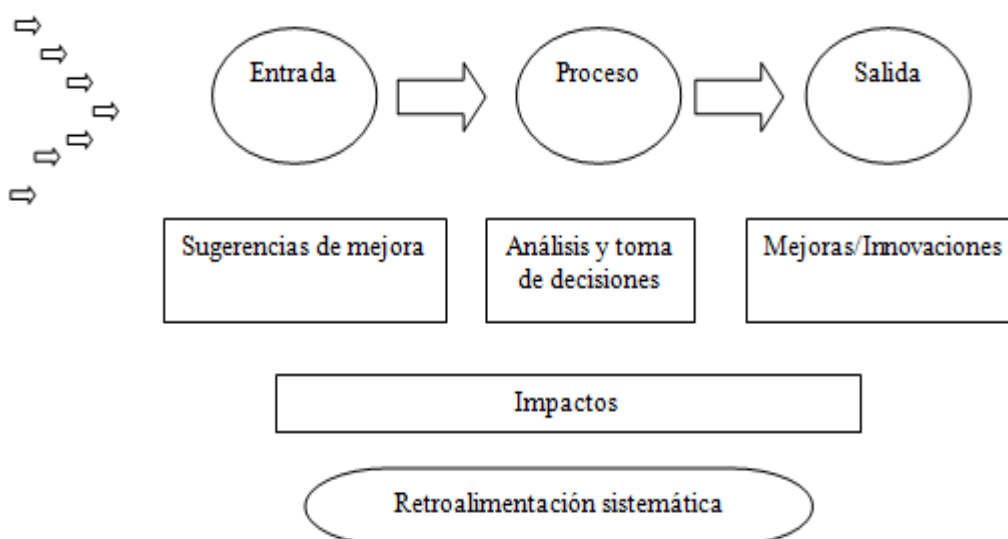 Entrada
Proceso
Salida
Sugerencias de mejora
Análisis y toma
de decisiones
Mejoras/Innovaciones
Impactos
Retroalimentación sistemática